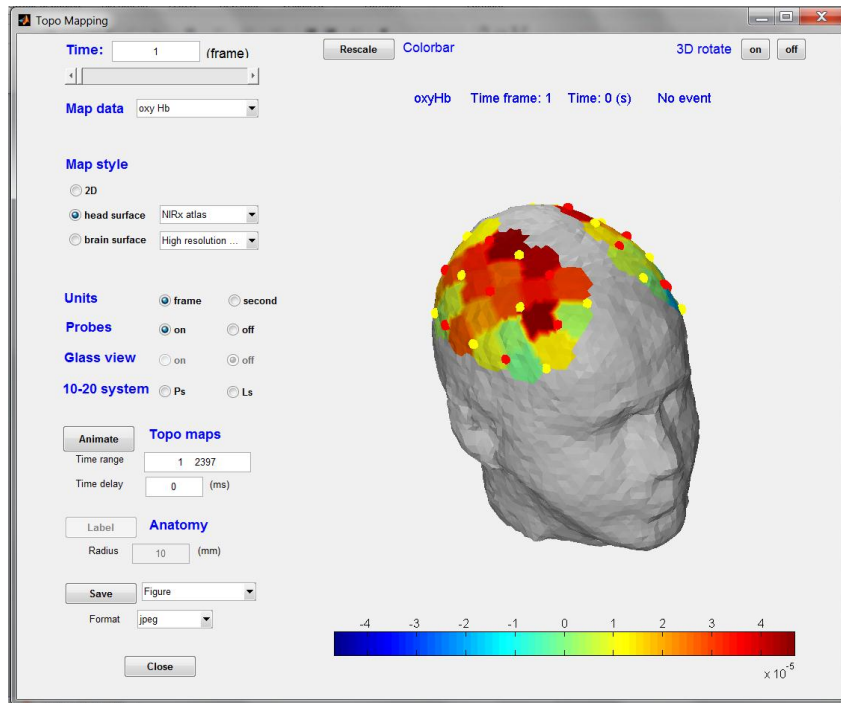 Topo Mapping
Time: 1 (frame)
Rescale Colorbar
3D rotate on off
Map data oxy Hb
oxyHb Time frame: 1 Time: 0 (s) No event
Map style
2D
head surface NIRx atlas
brain surface High resolution ...
Units frame second
Probes on off
Glass view on off
10-20 system Ps Ls
Animate Topo maps
Time range 1 2397
Time delay 0 (ms)
Label Anatomy
Radius 10 (mm)
Save Figure
Format jpeg
Close
-4 -3 -2 -1 0 1 2 3 4
x 10-5